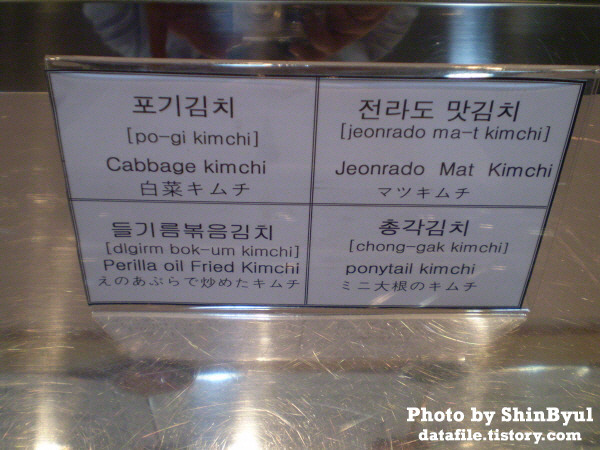 포기김치
[po-gi kimchi]
Cabbage kimchi
白菜キムチ
전라도 맛김치
[jeonrado ma-t kimchi]
Jeonrado Mat Kimchi
マツキムチ
들기름볶음김치
[dlgirm bok-um kimchi]
Perilla oil Fried Kimchi
えのあぶらで炒めたキムチ
총각김치
[chong-gak kimchi]
ponytail kimchi
ミニ大根のキムチ
Photo by ShinByul
datafile.tistory.com